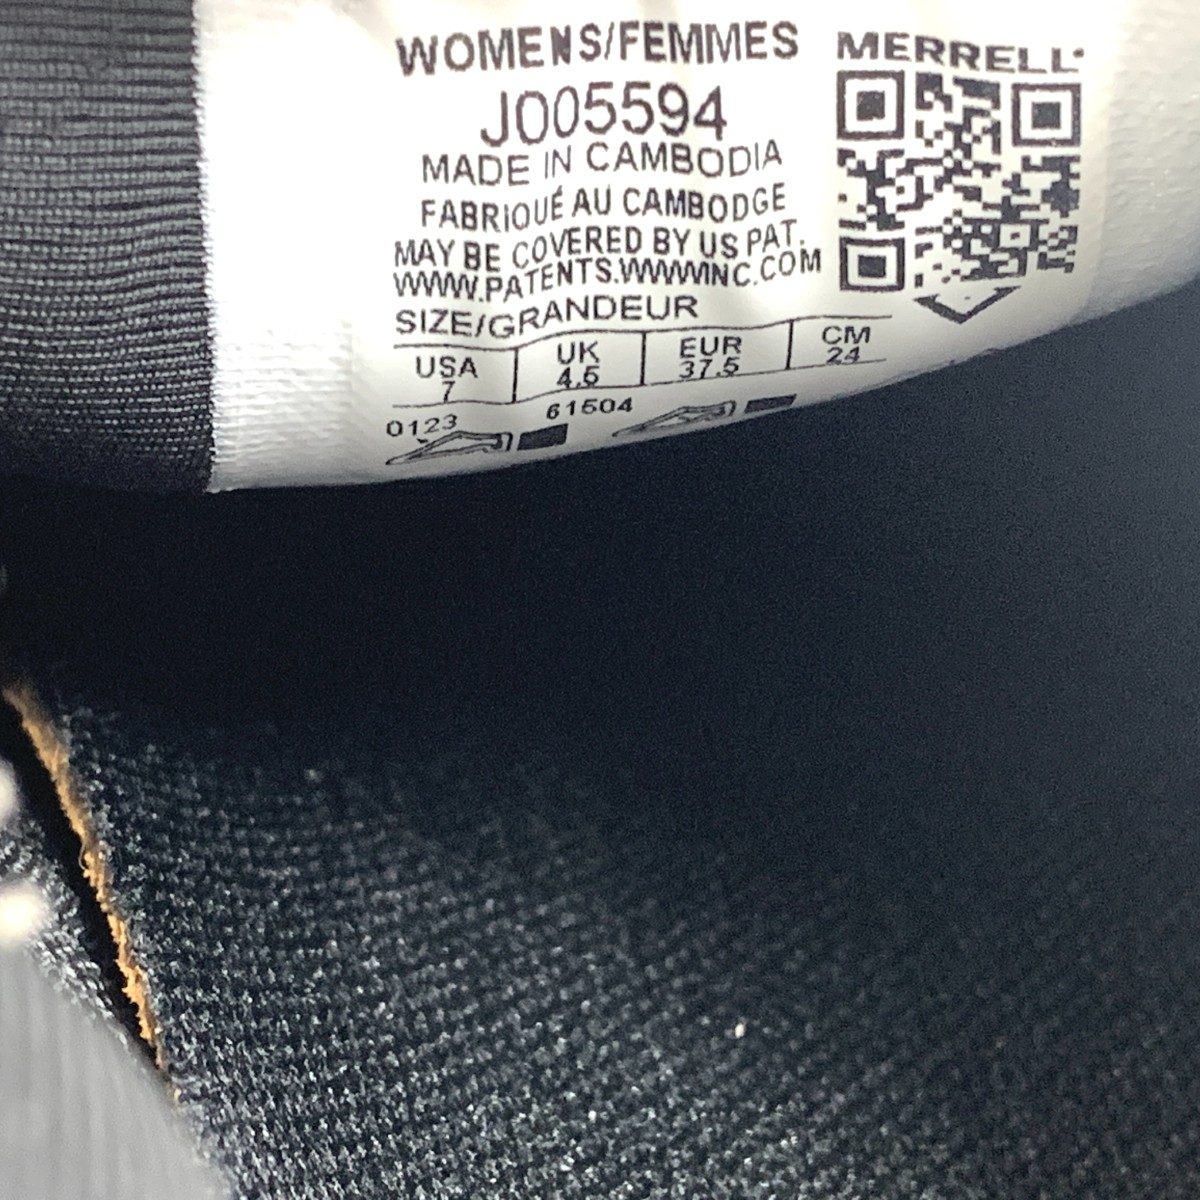 WOMENS/FEMMES
J005594
MADE IN CAMBODIA
FABRIQUÉ AU CAMBODGE
MAY BE COVERED BY US PAT.
WWW.PATENTS.WWWINC.COM
SIZE/GRANDEUR
USA UK EUR CM
7 4.5 37.5 24
0123 61504
MERRELL